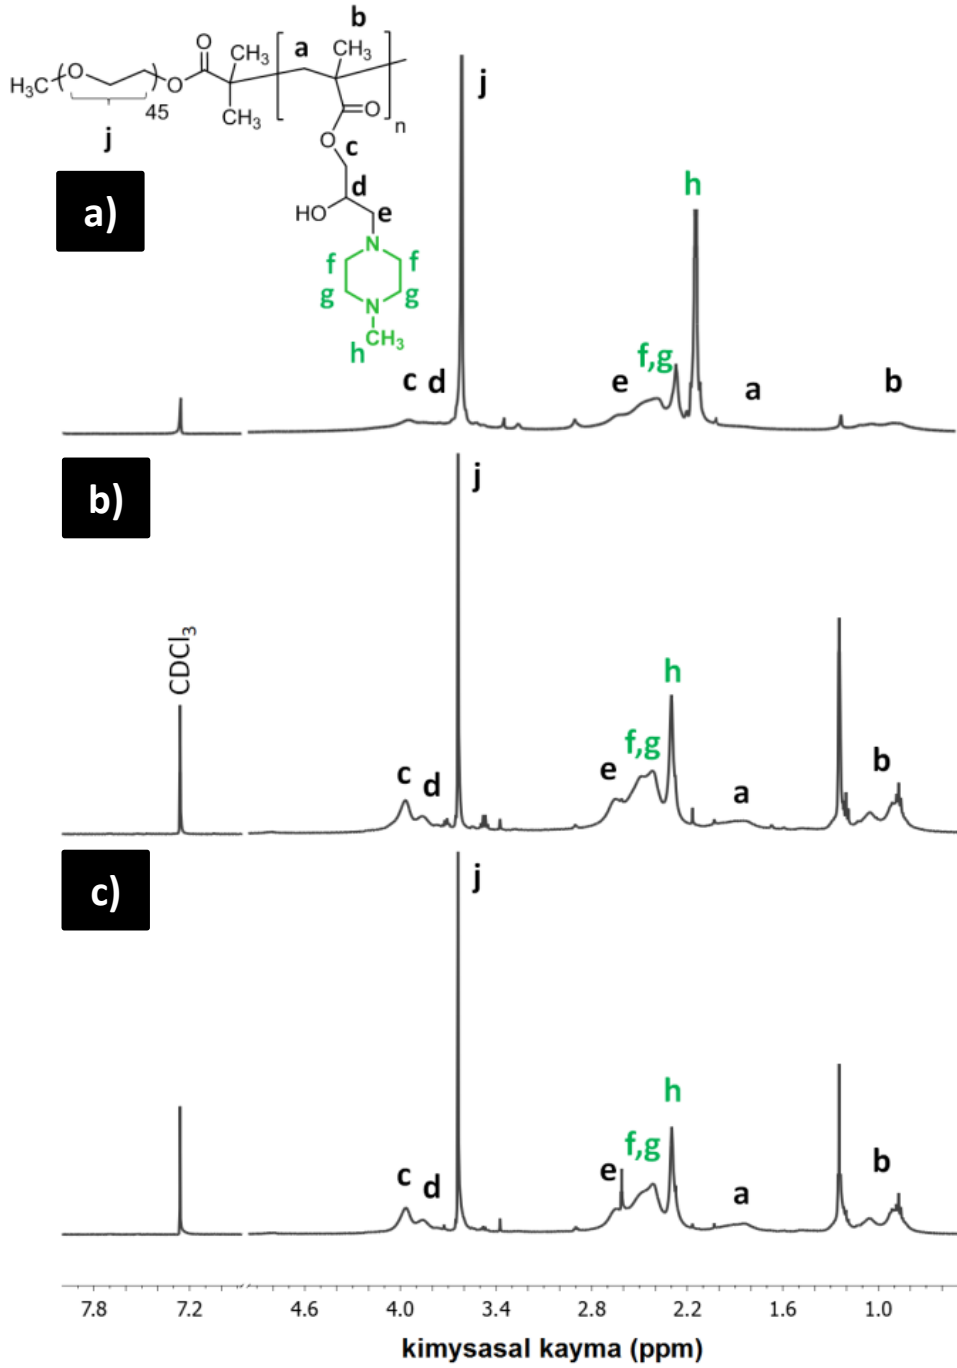 b
O
a
CH₃
CH₃
H₃C
O
O
O
45
CH₃
n
j
O
c
d
HO
e
N
f
f
g
g
N
h
CH₃
a)
j
h
f,g
c
d
e
a
b
b)
j
CDCl₃
h
f,g
c
d
e
a
b
c)
j
h
f,g
c
d
e
a
b
7.8 7.2 4.6 4.0 3.4 2.8 2.2 1.6 1.0
kimysasal kayma (ppm)